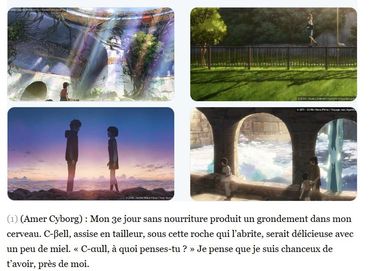 (1) (Amer Cyborg) : Mon 3e jour sans nourriture produit un grondement dans mon
cerveau. C-βell, assise en tailleur, sous cette roche qui l’abrite, serait délicieuse avec
un peu de miel. « C-αull, à quoi penses-tu ? » Je pense que je suis chanceux de
t’avoir, près de moi.